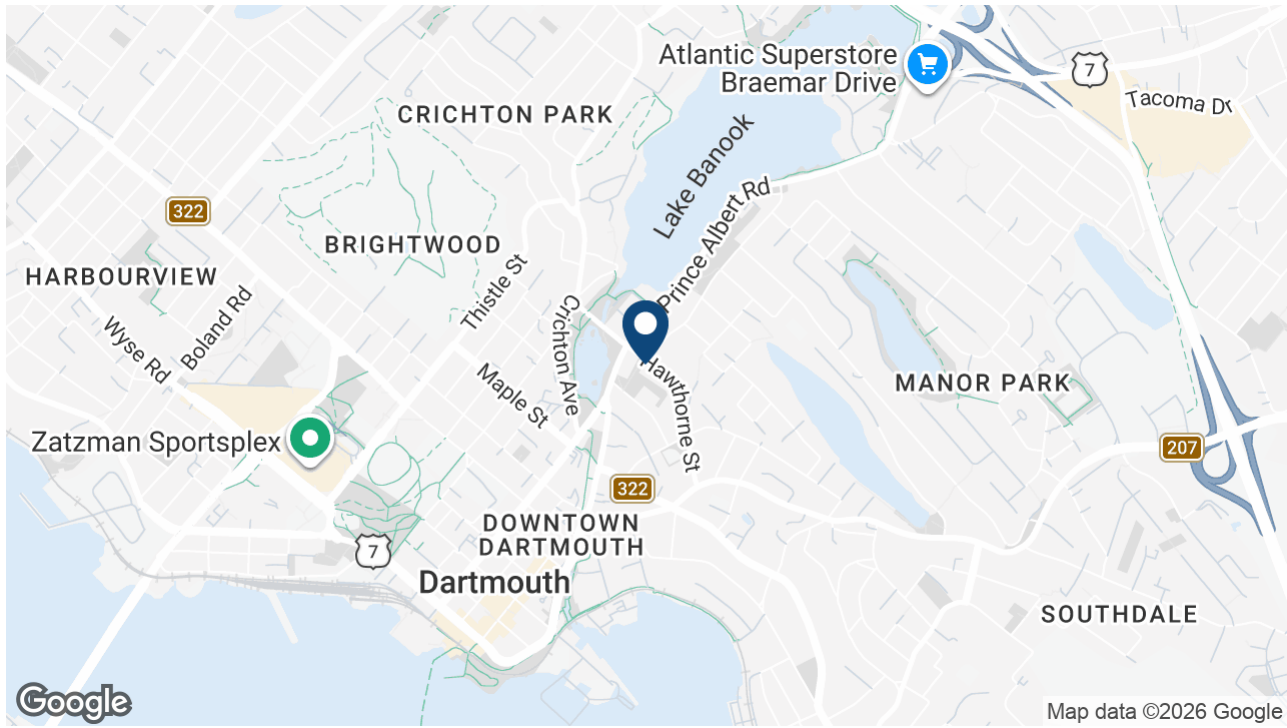 Atlantic Superstore
Braemar Drive
7
Tacoma Dr
CRICHTON PARK
Lake Banook
Prince Albert Rd
322
BRIGHTWOOD
HARBOURVIEW
Thistle St
Boland Rd
Wyse Rd
Crichton Ave
Maple St
Hawthorne St
MANOR PARK
Zatzman Sportsplex
207
322
DOWNTOWN
DARTMOUTH
7
Dartmouth
SOUTHDALE
Google
Map data ©2026 Google